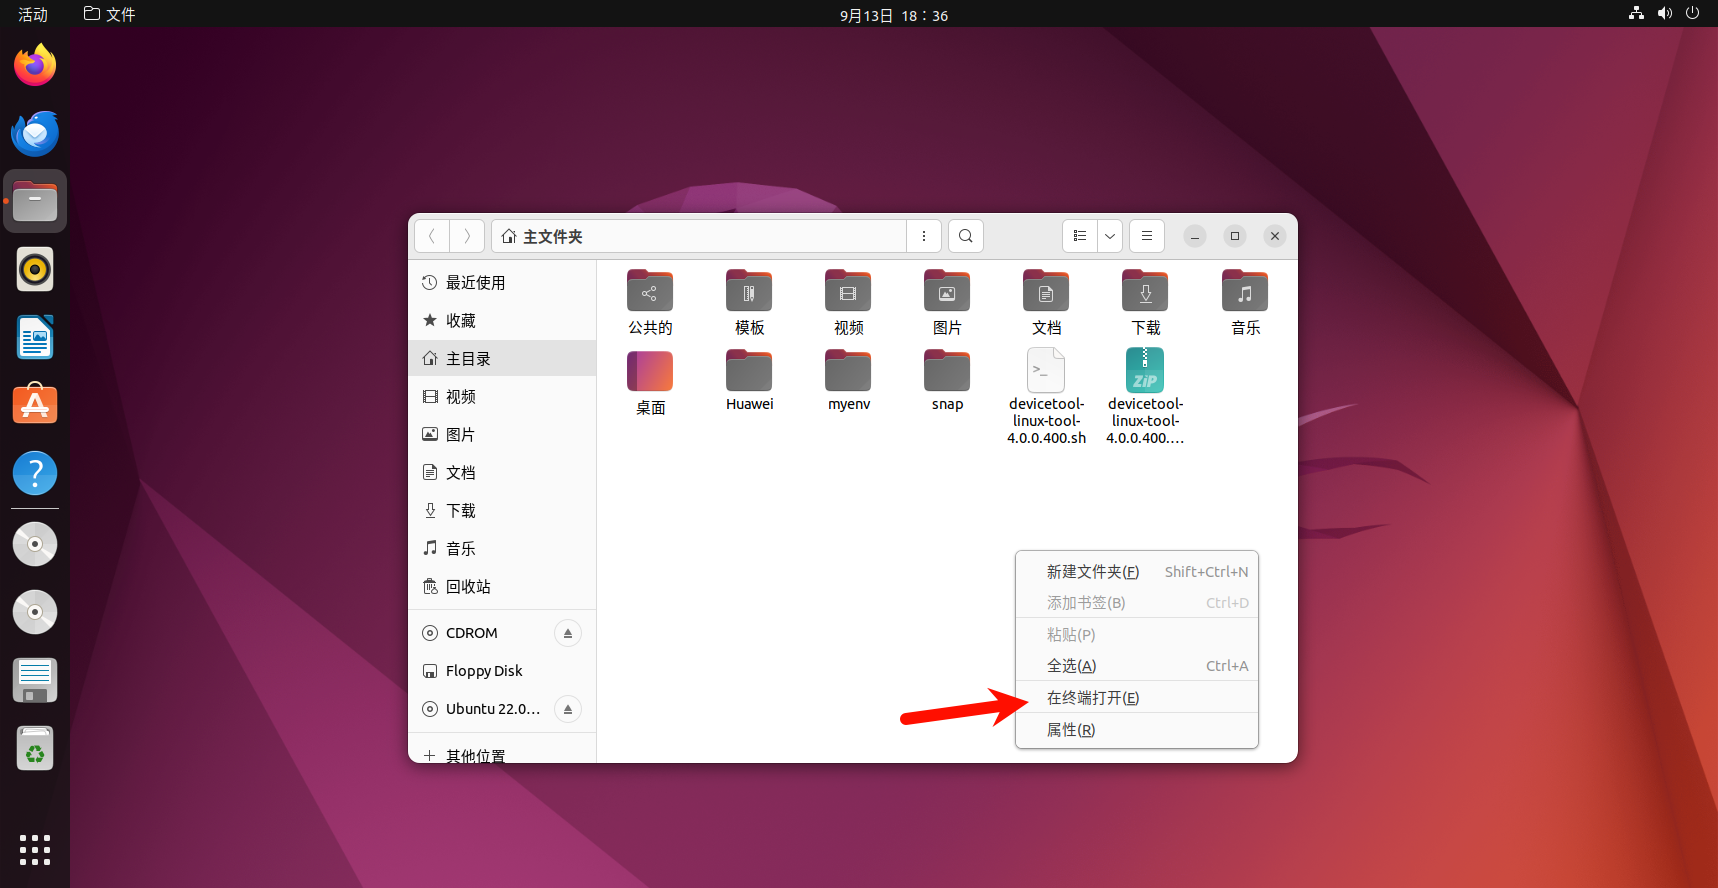 活动
文件
9月13日 18：36
主文件夹
最近使用
收藏
主目录
视频
图片
文档
下载
音乐
回收站
CDROM
Floppy Disk
Ubuntu 22.0...
其他位置
公共的
模板
视频
图片
文档
下载
音乐
桌面
Huawei
myenv
snap
>_
devicetool-
linux-tool-
4.0.0.400.sh
ZiP
devicetool-
linux-tool-
4.0.0.400....
新建文件夹(F) Shift+Ctrl+N
添加书签(B) Ctrl+D
粘贴(P)
全选(A) Ctrl+A
在终端打开(E)
属性(R)